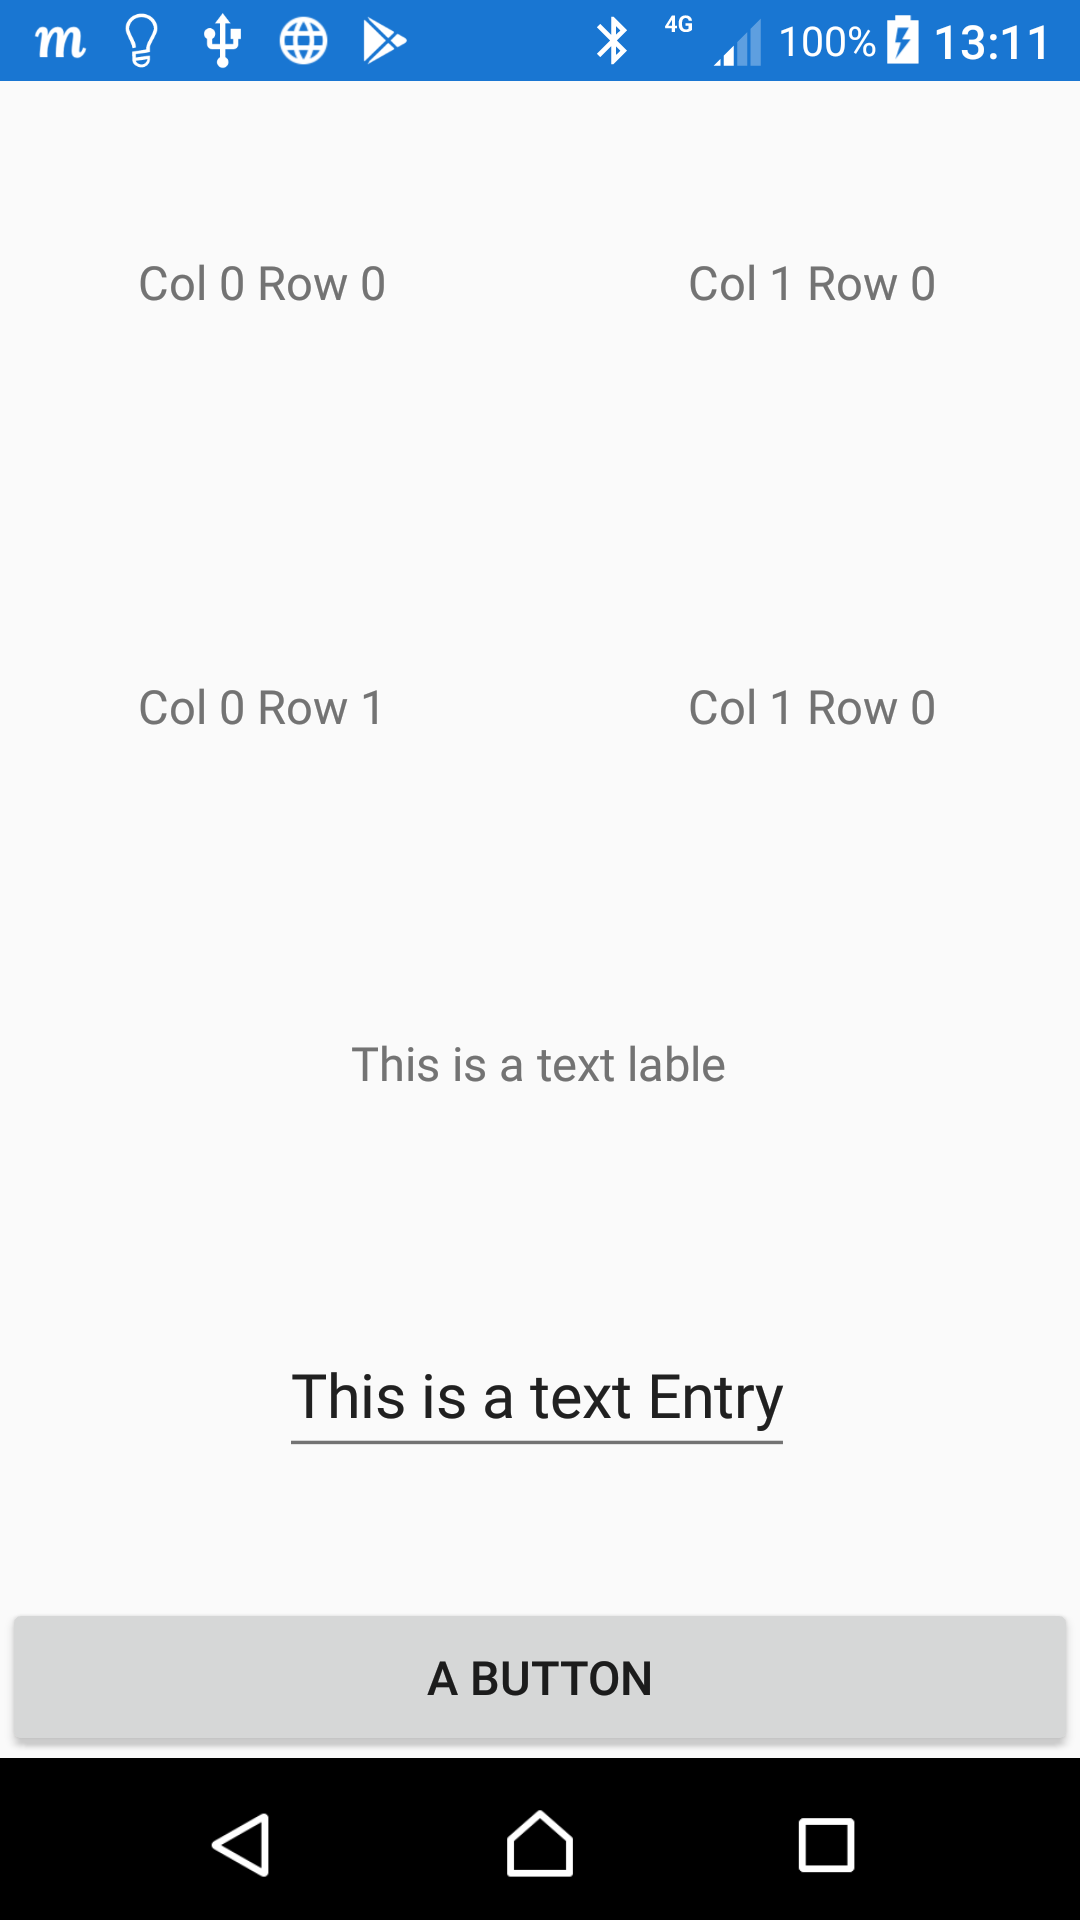 m 4G 100% 13:11
Col 0 Row 0 Col 1 Row 0
Col 0 Row 1 Col 1 Row 0
This is a text lable
This is a text Entry
A BUTTON